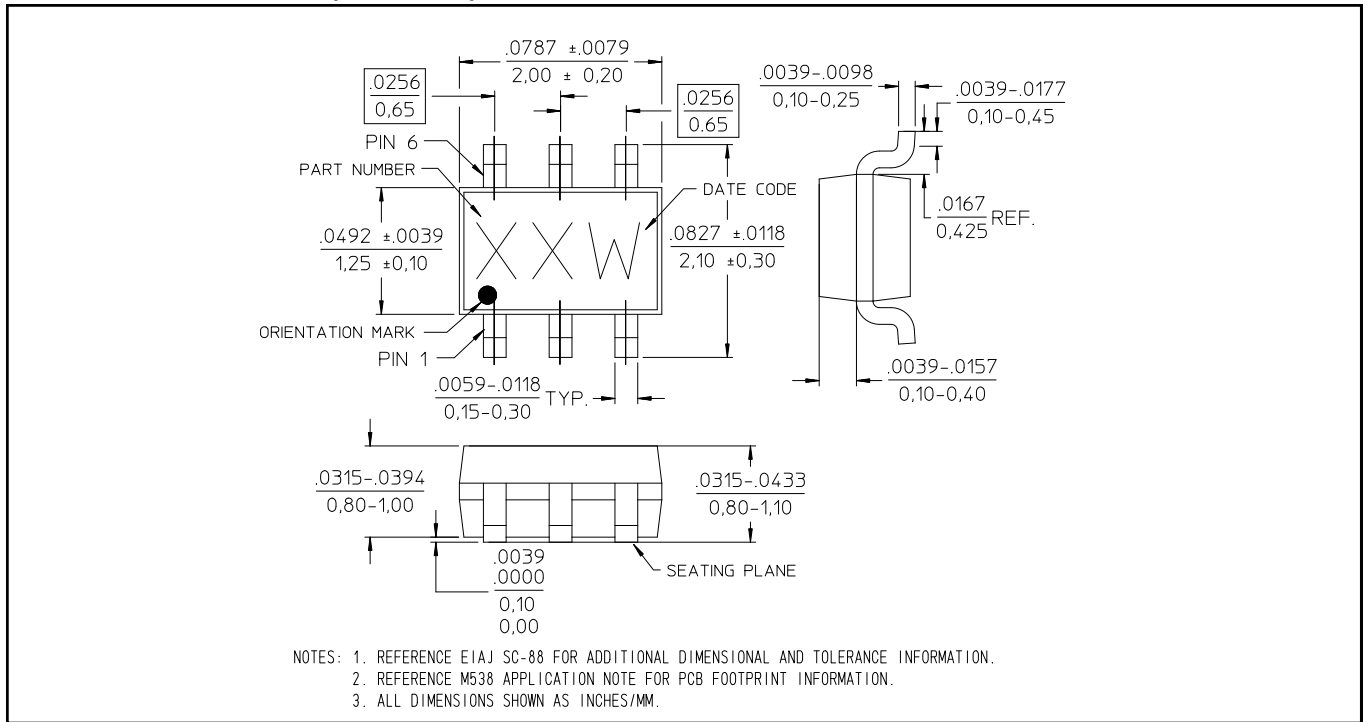 .0787 ±.0079
2,00 ± 0,20
.0256
0,65
.0256
0.65
.0039-.0098
0,10-0,25
.0039-.0177
0,10-0,45
PIN 6
PART NUMBER
DATE CODE
.0167
0,425
REF.
.0492 ±.0039
1,25 ±0,10
XXW
.0827 ±.0118
2,10 ±0,30
ORIENTATION MARK
PIN 1
.0059-.0118
0,15-0,30
TYP.
.0039-.0157
0,10-0,40
.0315-.0394
0,80-1,00
.0315-.0433
0,80-1,10
.0039
.0000
0,10
0,00
SEATING PLANE
NOTES: 1. REFERENCE EIAJ SC-88 FOR ADDITIONAL DIMENSIONAL AND TOLERANCE INFORMATION.
2. REFERENCE M538 APPLICATION NOTE FOR PCB FOOTPRINT INFORMATION.
3. ALL DIMENSIONS SHOWN AS INCHES/MM.